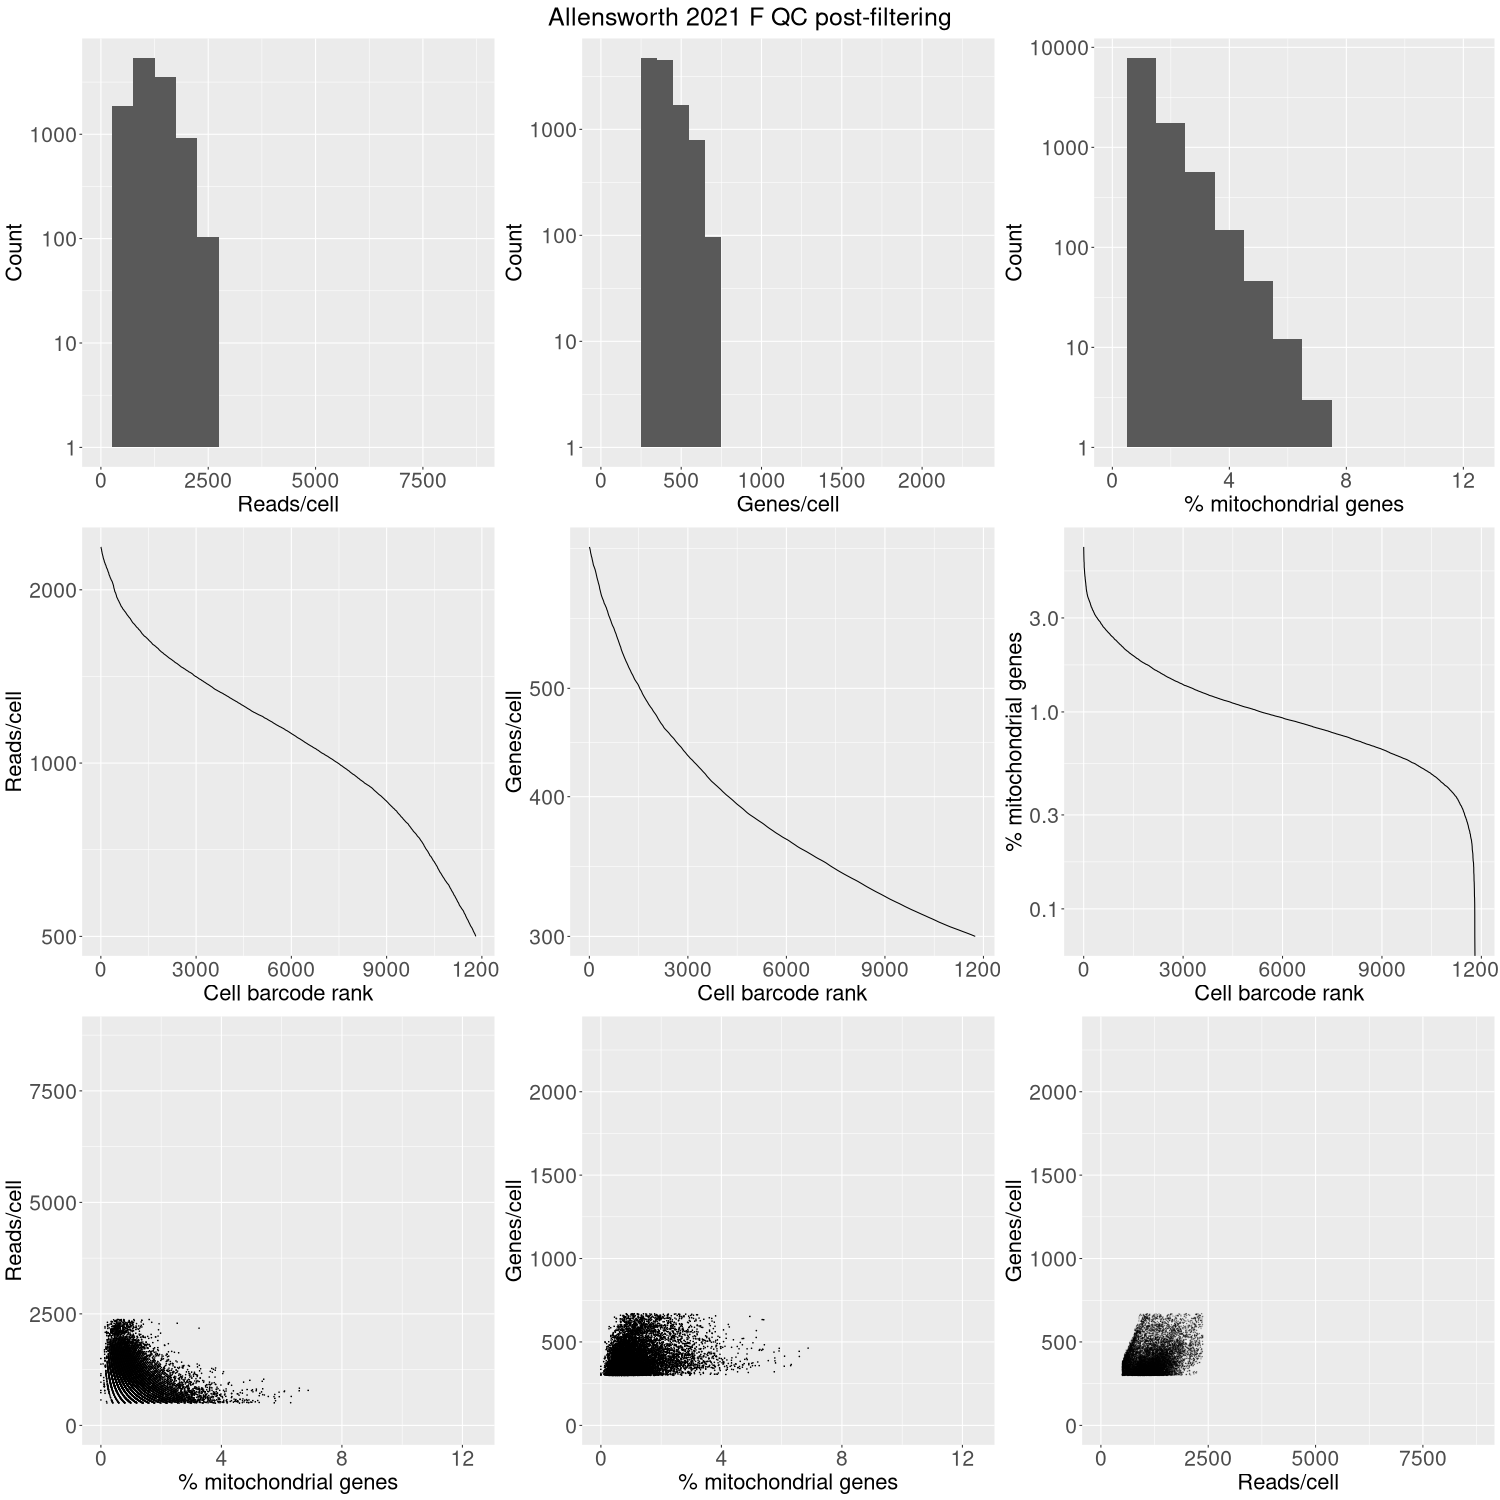 Allensworth 2021 F QC post-filtering
Count
1000
100
10
1
0 2500 5000 7500
Reads/cell
Count
1000
100
10
1
0 500 1000 1500 2000
Genes/cell
Count
10000
1000
100
10
1
0 4 8 12
% mitochondrial genes
Reads/cell
2000
1000
500
0 3000 6000 9000 1200
Cell barcode rank
Genes/cell
500
400
300
0 3000 6000 9000 1200
Cell barcode rank
% mitochondrial genes
3.0
1.0
0.3
0.1
0 3000 6000 9000 1200
Cell barcode rank
Reads/cell
7500
5000
2500
0
0 4 8 12
% mitochondrial genes
Genes/cell
2000
1500
1000
500
0
0 4 8 12
% mitochondrial genes
Genes/cell
2000
1500
1000
500
0
0 2500 5000 7500
Reads/cell